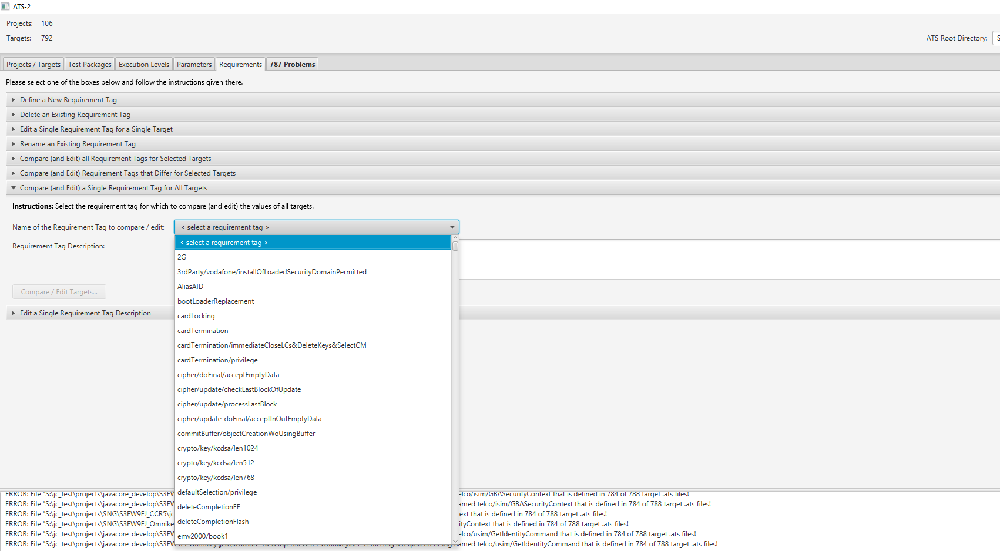 ATS-2
Projects: 106
Targets: 792
ATS Root Directory: S
Projects / Targets Test Packages Execution Levels Parameters Requirements 787 Problems
Please select one of the boxes below and follow the instructions given there.
Define a New Requirement Tag
Delete an Existing Requirement Tag
Edit a Single Requirement Tag for a Single Target
Rename an Existing Requirement Tag
Compare (and Edit) all Requirement Tags for Selected Targets
Compare (and Edit) Requirement Tags that Differ for Selected Targets
Compare (and Edit) a Single Requirement Tag for All Targets
Instructions: Select the requirement tag for which to compare (and edit) the values of all targets.
Name of the Requirement Tag to compare / edit: < select a requirement tag >
Requirement Tag Description:
Compare / Edit Targets...
Edit a Single Requirement Tag Description
< select a requirement tag >
2G
3rdParty/vodafone/installOfLoadedSecurityDomainPermitted
AliasAID
bootLoaderReplacement
cardLocking
cardTermination
cardTermination/immediateCloseLCs&DeleteKeys&SelectCM
cardTermination/privilege
cipher/doFinal/acceptEmptyData
cipher/update/checkLastBlockOfUpdate
cipher/update/processLastBlock
cipher/update_doFinal/acceptInOutEmptyData
commitBuffer/objectCreationWoUsingBuffer
crypto/key/kcdsa/len1024
crypto/key/kcdsa/len512
crypto/key/kcdsa/len768
defaultSelection/privilege
deleteCompletionEE
deleteCompletionFlash
emv2000/book1
ERROR: File "S:\jc_test\projects\javacore_develop\S3FW elco/isim/GBASecurityContext that is defined in 784 of 788 target .ats files!
ERROR: File "S:\jc_test\projects\javacore_develop\S3FW amed telco/isim/GBASecurityContext that is defined in 784 of 788 target .ats files!
ERROR: File "S:\jc_test\projects\SNG\S3FW9FJ_CCR5\jc ext that is defined in 784 of 788 target .ats files!
ERROR: File "S:\jc_test\projects\SNG\S3FW9FJ_Omnike ityContext that is defined in 784 of 788 target .ats files!
ERROR: File "S:\jc_test\projects\javacore_develop\S3FW elco/usim/GetIdentityCommand that is defined in 784 of 788 target .ats files!
ERROR: File "S:\jc_test\projects\javacore_develop\S3FW9FJ_Omnikey\jcb\JavaCore_Develop_S3FW9FJ_Omnikey.ats" is missing a requirement tag named telco/usim/GetIdentityCommand that is defined in 784 of 788 target .ats files!